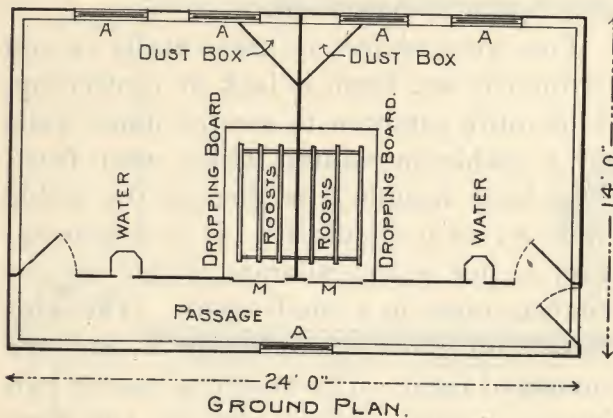 A A A A
DUST BOX DUST BOX
DROPPING BOARD
DROPPING BOARD
WATER
ROOSTS
ROOSTS
WATER
M M
PASSAGE
A
14' 0"
24' 0"
GROUND PLAN.